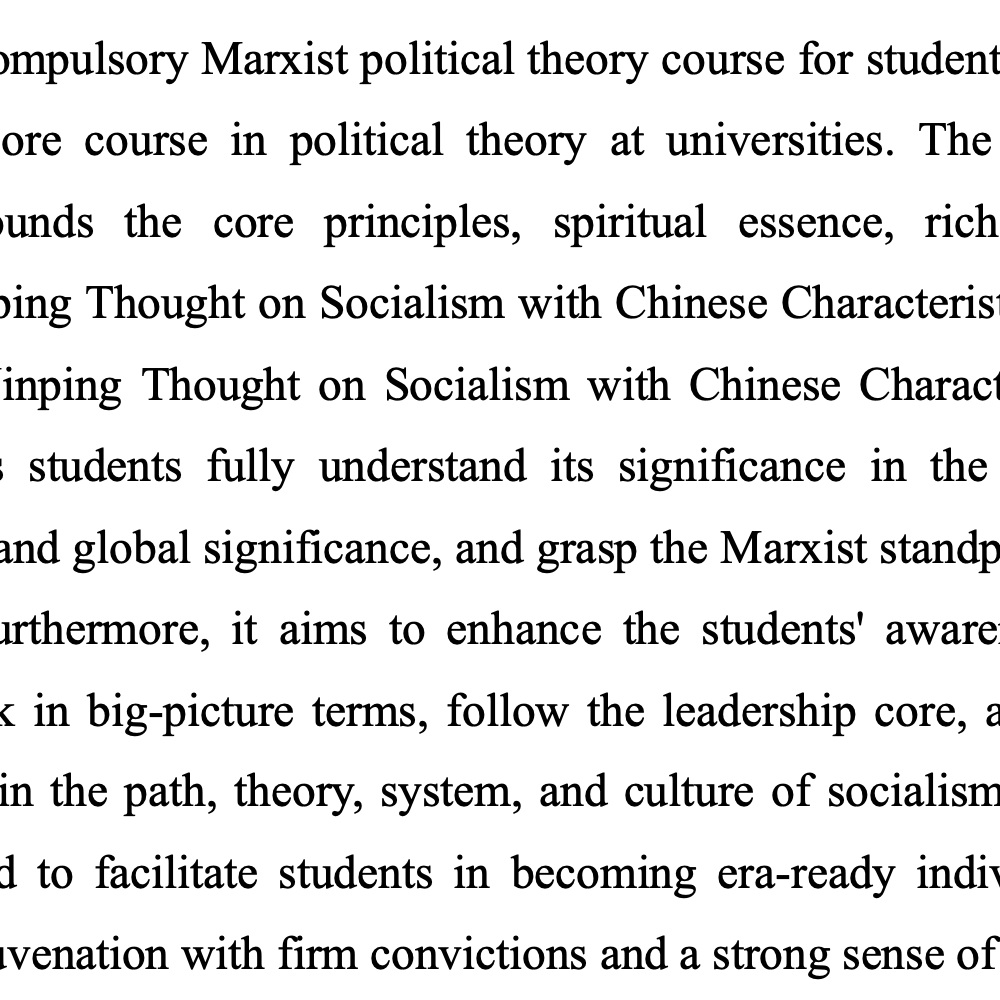 ompulsory Marxist political theory course for student
ore course in political theory at universities. The
ounds the core principles, spiritual essence, rich
ping Thought on Socialism with Chinese Characterist
Jinping Thought on Socialism with Chinese Charact
s students fully understand its significance in the
and global significance, and grasp the Marxist standp
urthermore, it aims to enhance the students' aware
k in big-picture terms, follow the leadership core, a
in the path, theory, system, and culture of socialism
d to facilitate students in becoming era-ready indiv
uvenation with firm convictions and a strong sense of